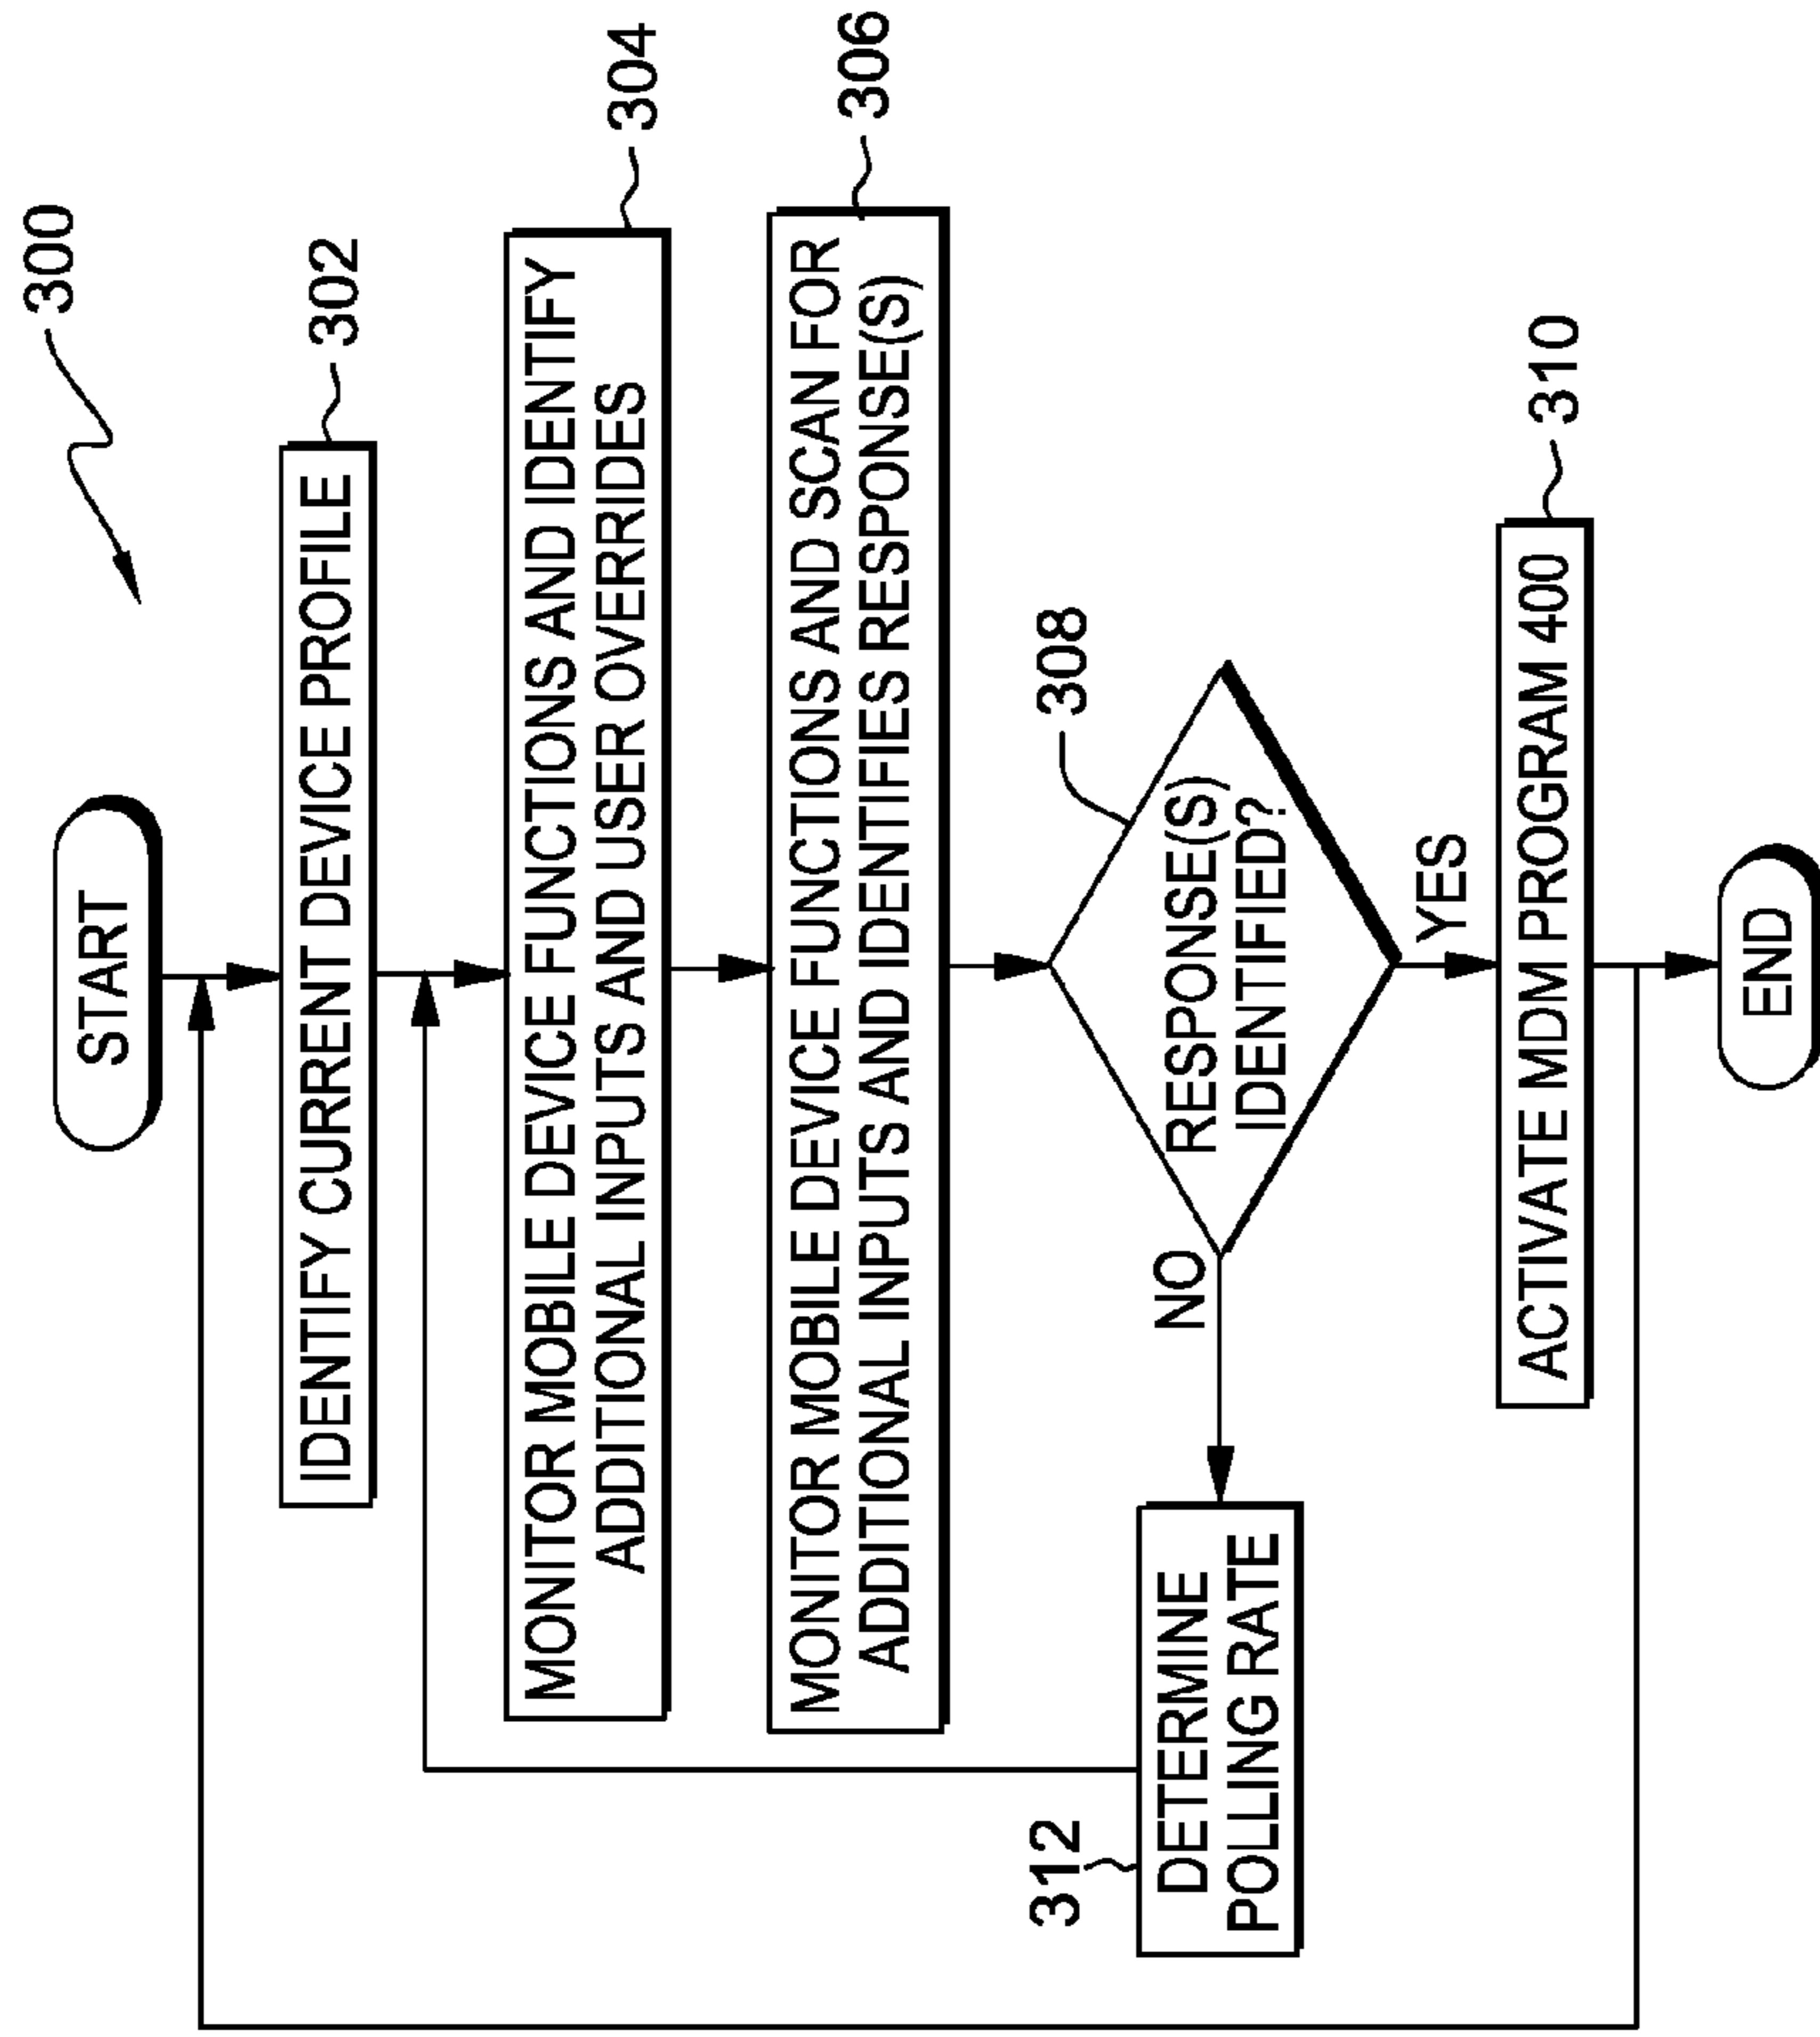 300
START
IDENTIFY CURRENT DEVICE PROFILE
302
MONITOR MOBILE DEVICE FUNCTIONS AND IDENTIFY
ADDITIONAL INPUTS AND USER OVERRIDES
304
MONITOR MOBILE DEVICE FUNCTIONS AND SCAN FOR
ADDITIONAL INPUTS AND IDENTIFIES RESPONSE(S)
306
308
RESPONSE(S)
IDENTIFIED?
NO
YES
312
DETERMINE
POLLING RATE
ACTIVATE MDM PROGRAM 400
310
END